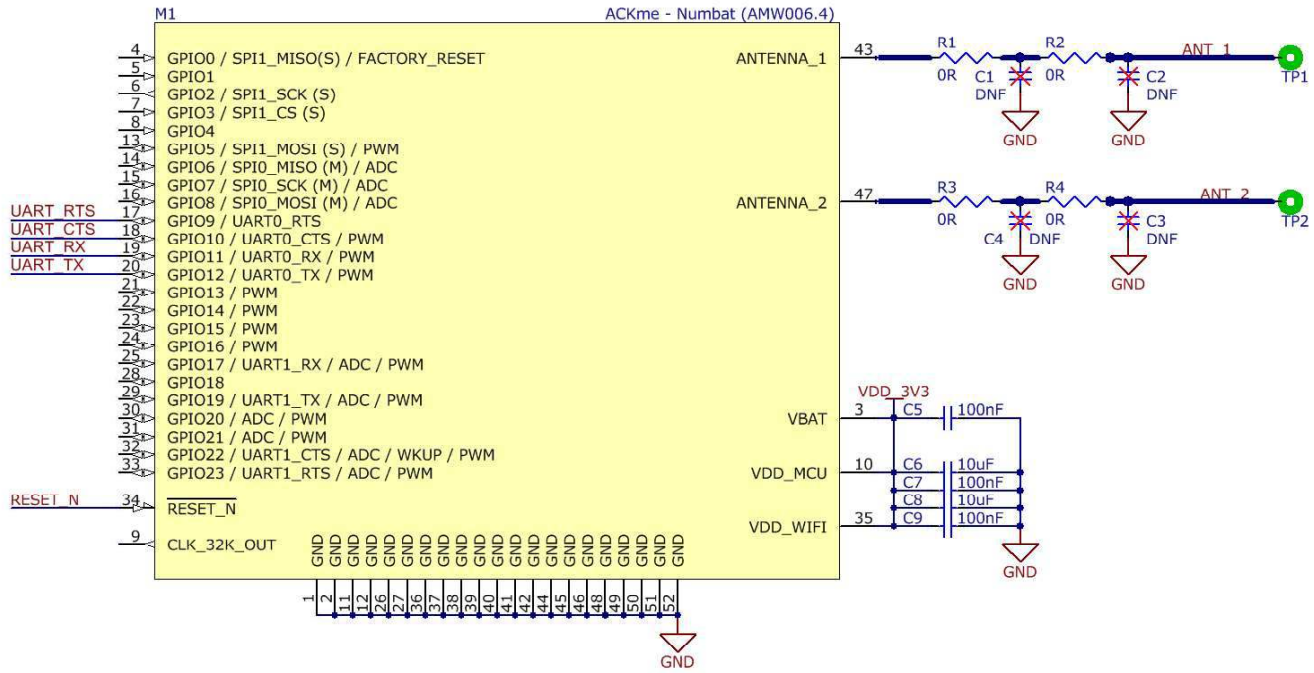 M1
ACKme - Numbat (AMW006.4)
4 GPIO0 / SPI1_MISO(S) / FACTORY_RESET
5 GPIO1
6 GPIO2 / SPI1_SCK (S)
7 GPIO3 / SPI1_CS (S)
8 GPIO4
13 GPIO5 / SPI1_MOSI (S) / PWM
14 GPIO6 / SPI0_MISO (M) / ADC
15 GPIO7 / SPI0_SCK (M) / ADC
16 GPIO8 / SPI0_MOSI (M) / ADC
UART_RTS 17 GPIO9 / UART0_RTS
UART_CTS 18 GPIO10 / UART0_CTS / PWM
UART_RX 19 GPIO11 / UART0_RX / PWM
UART_TX 20 GPIO12 / UART0_TX / PWM
21 GPIO13 / PWM
22 GPIO14 / PWM
23 GPIO15 / PWM
24 GPIO16 / PWM
25 GPIO17 / UART1_RX / ADC / PWM
28 GPIO18
29 GPIO19 / UART1_TX / ADC / PWM
30 GPIO20 / ADC / PWM
31 GPIO21 / ADC / PWM
32 GPIO22 / UART1_CTS / ADC / WKUP / PWM
33 GPIO23 / UART1_RTS / ADC / PWM
RESET_N 34 RESET_N
9 CLK_32K_OUT
GND GND GND GND GND GND GND GND GND GND GND GND GND GND GND GND GND GND GND GND GND
1 2 11 12 26 27 36 37 38 39 40 41 42 44 45 46 48 49 50 51 52
GND
ANTENNA_1 43 R1 R2 ANT_1
0R C1 0R C2 TP1
DNF DNF
GND GND
ANTENNA_2 47 R3 R4 ANT_2
0R 0R C3 TP2
C4 DNF DNF
GND GND
VDD_3V3
VBAT 3 C5 100nF
VDD_MCU 10 C6 10uF
C7 100nF
C8 10uF
VDD_WIFI 35 C9 100nF
GND